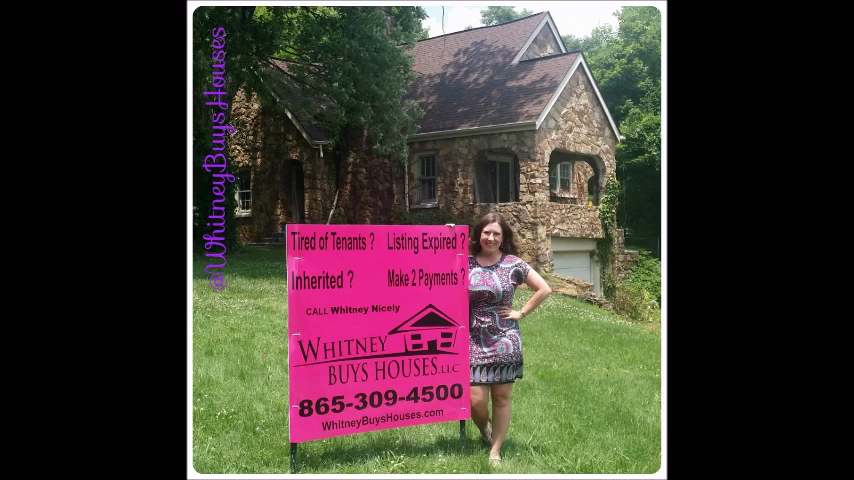 @WhitneyBuysHouses
Tired of Tenants ? Listing Expired ?
Inherited ? Make 2 Payments ?
CALL Whitney Nicely
WHITNEY
BUYS HOUSES, LLC
865-309-4500
WhitneyBuysHouses.com